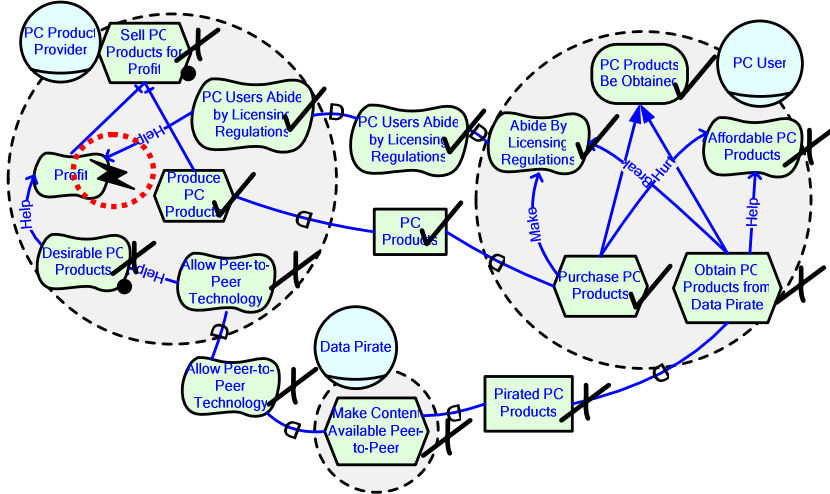 PC Product
Provider
Sell PC
Products for
Profit
PC Users Abide
by Licensing
Regulations
Help
Profit
Produce
PC
Products
Help
Desirable PC
Products
Help
Allow Peer-to-
Peer
Technology
PC Users Abide
by Licensing
Regulations
PC
Products
Allow Peer-to-
Peer
Technology
Data Pirate
Make Content
Available Peer-
to-Peer
Pirated PC
Products
PC Products
Be Obtained
PC User
Abide By
Licensing
Regulations
Affordable PC
Products
Break
Hurt
Make
Help
Purchase PC
Products
Obtain PC
Products from
Data Pirate
D
D
D
D
D
D
D
D